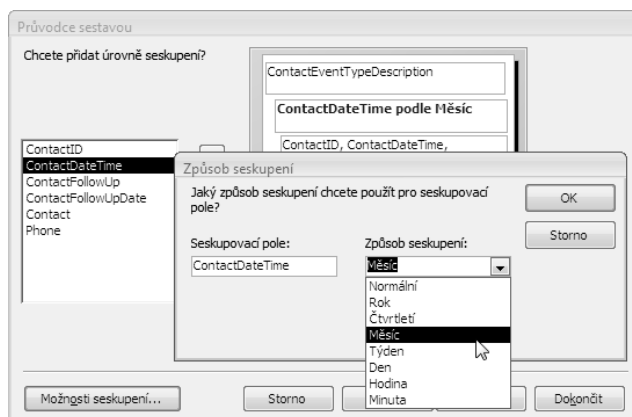 Průvodce sestavou
Chcete přidat úrovně seskupení?
ContactEventTypeDescription
ContactDateTime podle Měsíc
ContactID, ContactDateTime,
ContactID
ContactDateTime
ContactFollowUp
ContactFollowUpDate
Contact
Phone
Způsob seskupení
Jaký způsob seskupení chcete použít pro seskupovací
pole?
OK
Storno
Seskupovací pole:
Způsob seskupení:
ContactDateTime
Měsíc
Normální
Rok
Čtvrtletí
Měsíc
Týden
Den
Hodina
Minuta
Možnosti seskupení...
Storno
Dokončit